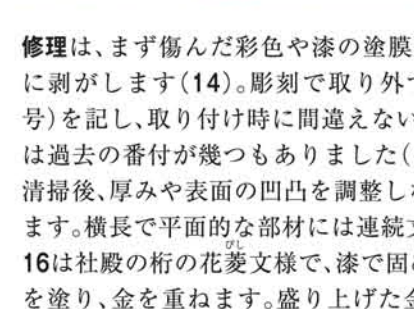 修理は、まず傷んだ彩色や漆の塗膜
に剥がします(14)。彫刻で取り外
号)を記し、取り付け時に間違えない
は過去の番付が幾つもありました(
清掃後、厚みや表面の凹凸を調整し
ます。横長で平面的な部材には連続
16は社殿の桁の花菱文様で、漆で固
を塗り、金を重ねます。盛り上げた